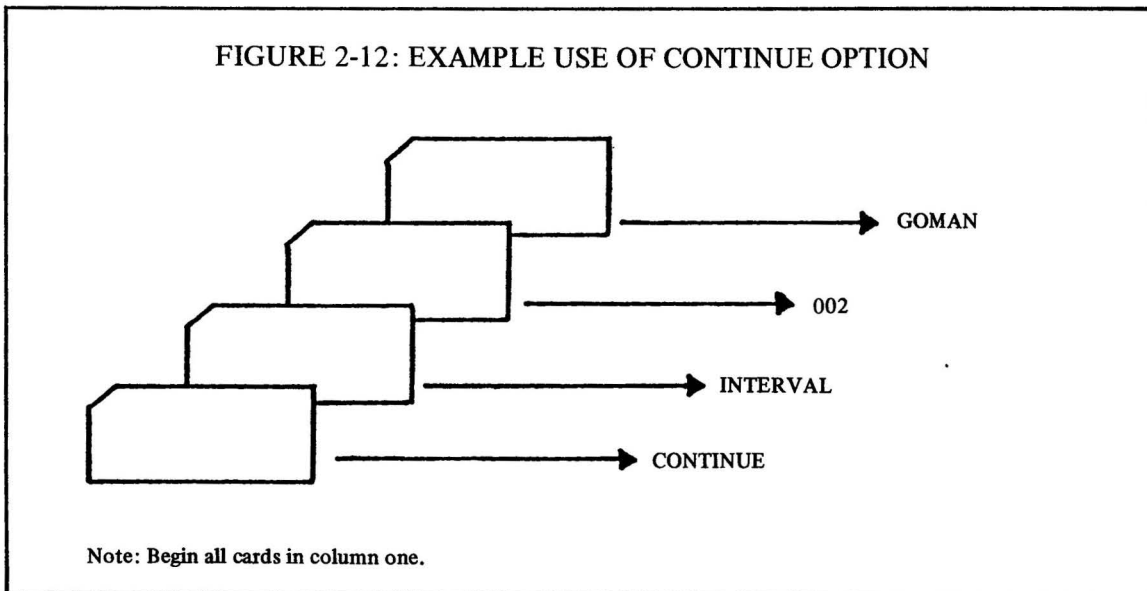 FIGURE 2-12: EXAMPLE USE OF CONTINUE OPTION
GOMAN
002
INTERVAL
CONTINUE
Note: Begin all cards in column one.